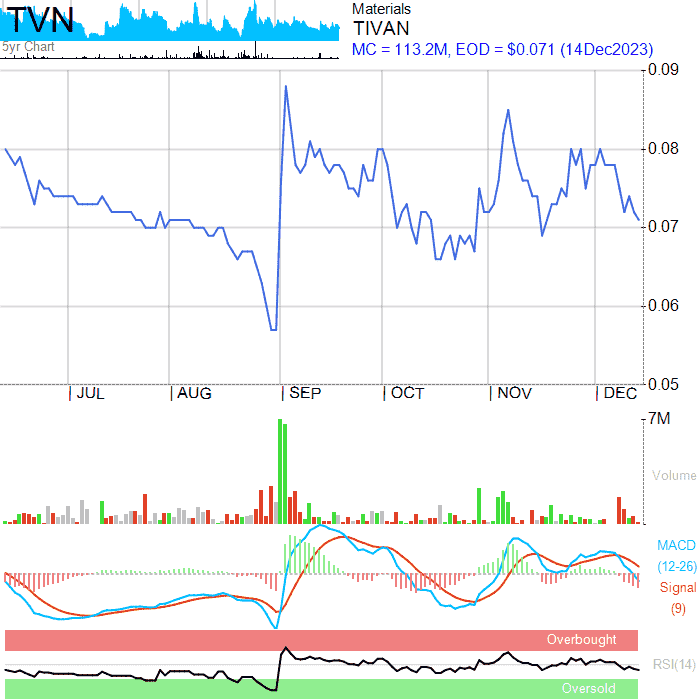 TVN
5yr Chart
Materials
TIVAN
MC = 113.2M, EOD = $0.071 (14Dec2023)
0.09
0.08
0.07
0.06
0.05
JUL AUG SEP OCT NOV DEC
7M
Volume
MACD
(12-26)
Signal
(9)
Overbought
RSI(14)
Oversold